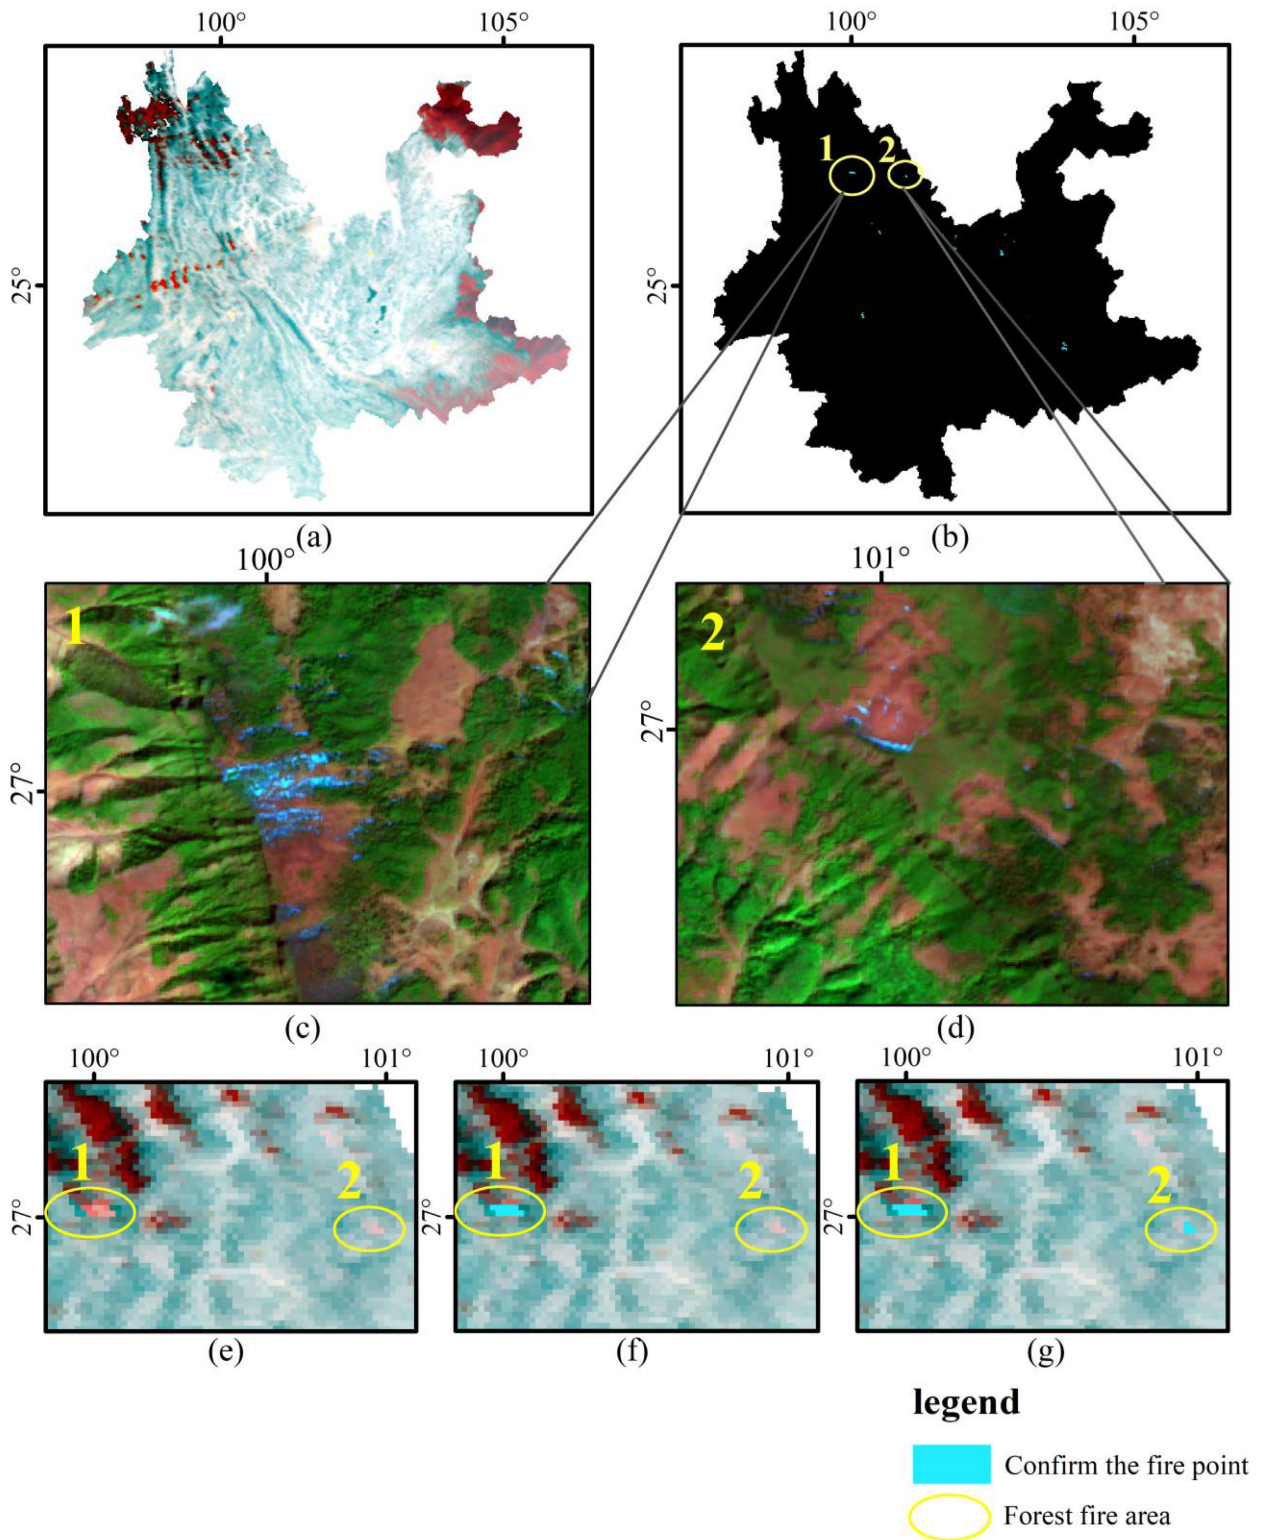 100° 105° 100° 105°
1 2
25° 25°
(a) (b)
100° 101°
1 2
27° 27°
(c) (d)
100° 101° 100° 101° 100° 101°
1 2 1 2 1 2
27° 27° 27°
(e) (f) (g)
legend
Confirm the fire point
Forest fire area